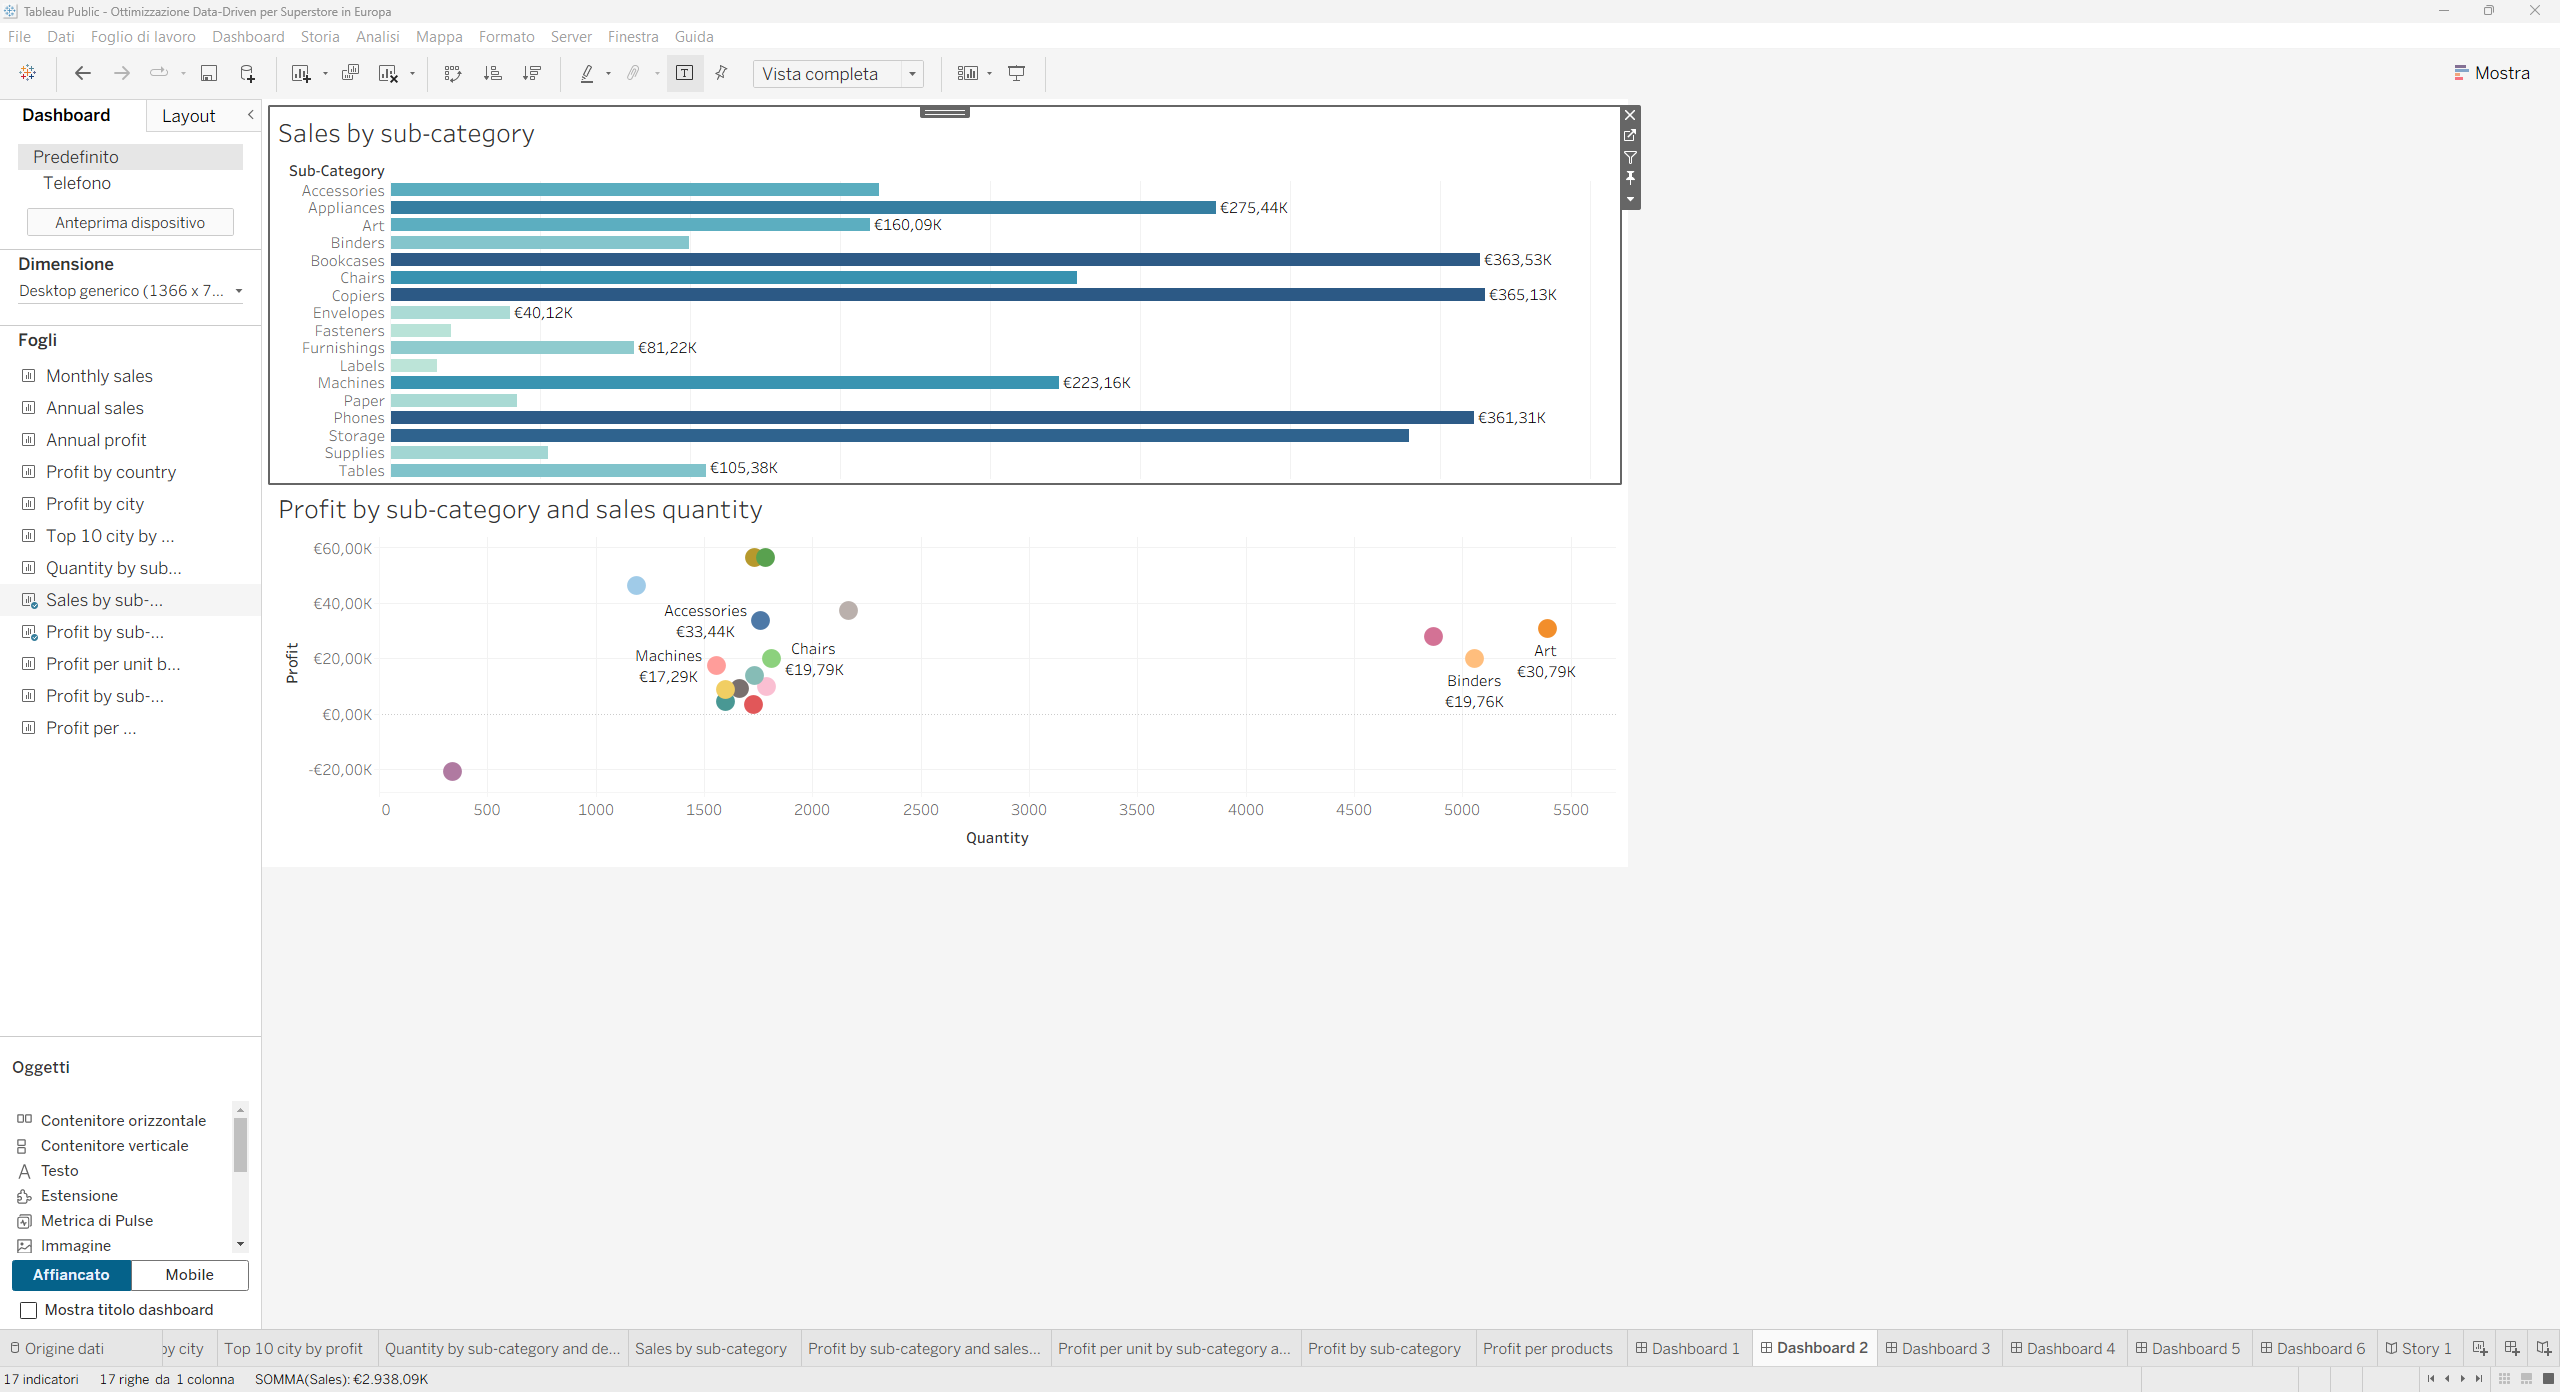 Tableau Public - Ottimizzazione Data-Driven per Superstore in Europa
File Dati Foglio di lavoro Dashboard Storia Analisi Mappa Formato Server Finestra Guida
Vista completa
Mostra
Dashboard Layout
Predefinito
Telefono
Anteprima dispositivo
Dimensione
Desktop generico (1366 x 7...
Fogli
Monthly sales
Annual sales
Annual profit
Profit by country
Profit by city
Top 10 city by ...
Quantity by sub...
Sales by sub-...
Profit by sub-...
Profit per unit b...
Profit by sub-...
Profit per ...
Oggetti
Contenitore orizzontale
Contenitore verticale
Testo
Estensione
Metrica di Pulse
Immagine
Affiancato Mobile
Mostra titolo dashboard
Sales by sub-category
Sub-Category
Accessories
Appliances €275,44K
Art €160,09K
Binders
Bookcases €363,53K
Chairs
Copiers €365,13K
Envelopes €40,12K
Fasteners
Furnishings €81,22K
Labels
Machines €223,16K
Paper
Phones €361,31K
Storage
Supplies
Tables €105,38K
Profit by sub-category and sales quantity
Profit
€60,00K
€40,00K
€20,00K
€0,00K
-€20,00K
Accessories
€33,44K
Machines
€17,29K
Chairs
€19,79K
Art
€30,79K
Binders
€19,76K
0 500 1000 1500 2000 2500 3000 3500 4000 4500 5000 5500
Quantity
Origine dati by city Top 10 city by profit Quantity by sub-category and de... Sales by sub-category Profit by sub-category and sales... Profit per unit by sub-category a... Profit by sub-category Profit per products Dashboard 1 Dashboard 2 Dashboard 3 Dashboard 4 Dashboard 5 Dashboard 6 Story 1
17 indicatori 17 righe da 1 colonna SOMMA(Sales): €2.938,09K